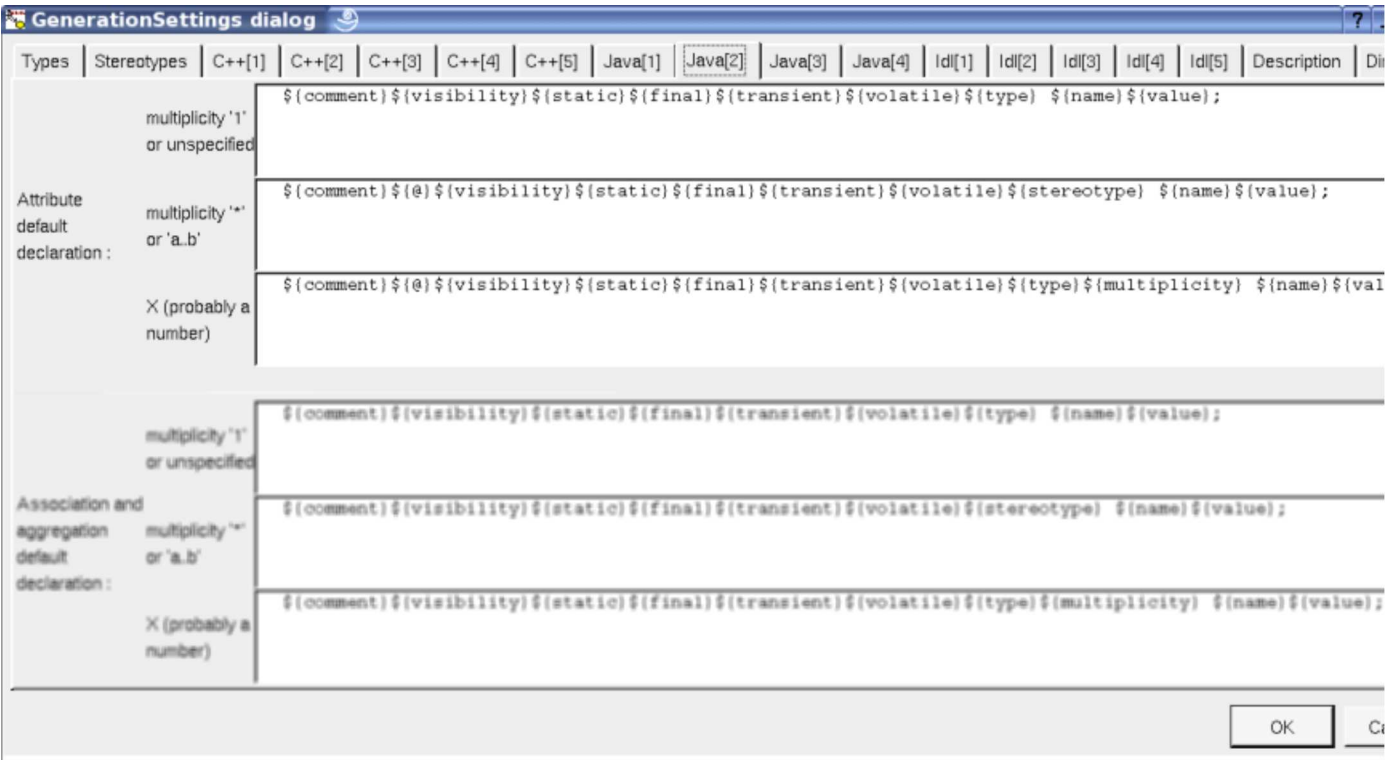 GenerationSettings dialog ?
Types Stereotypes C++[1] C++[2] C++[3] C++[4] C++[5] Java[1] Java[2] Java[3] Java[4] Idl[1] Idl[2] Idl[3] Idl[4] Idl[5] Description
Attribute
default
declaration :
multiplicity '1'
or unspecified
${comment}${visibility}${static}${final}${transient}${volatile}${type} ${name}${value};
multiplicity '*'
or 'a..b'
${comment}${@}${visibility}${static}${final}${transient}${volatile}${stereotype} ${name}${value};
X (probably a
number)
${comment}${@}${visibility}${static}${final}${transient}${volatile}${type}${multiplicity} ${name}${val
Association and
aggregation
default
declaration :
multiplicity '1'
or unspecified
${comment}${visibility}${static}${final}${transient}${volatile}${type} ${name}${value};
multiplicity '*'
or 'a..b'
${comment}${visibility}${static}${final}${transient}${volatile}${stereotype} ${name}${value};
X (probably a
number)
${comment}${visibility}${static}${final}${transient}${volatile}${type}${multiplicity} ${name}${value};
OK